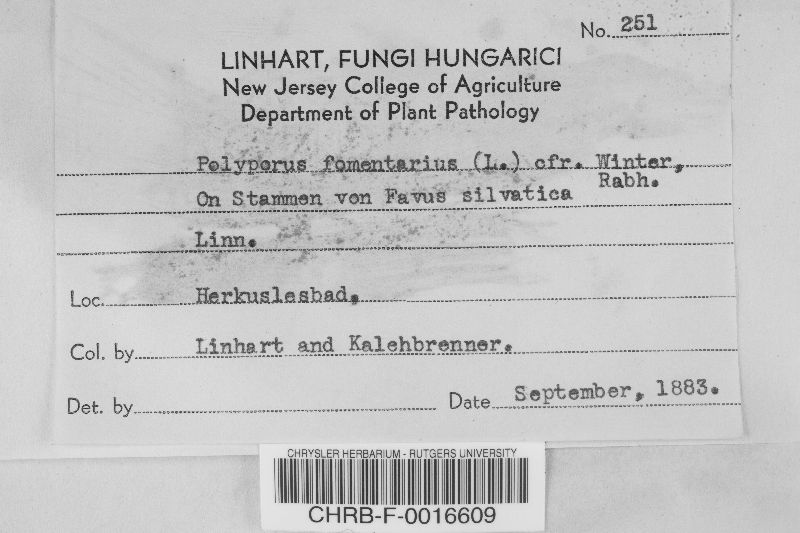 No. 251
LINHART, FUNGI HUNGARICI
New Jersey College of Agriculture
Department of Plant Pathology
Polyporus fomentarius (L.) cfr. Winter,
Rabh.
On Stammen von Favus silvatica
Linn.
Loc. Herkuslesbad,
Col. by Linhart and Kalehbrenner.
Det. by
Date September, 1883.
CHRYSLER HERBARIUM - RUTGERS UNIVERSITY
CHRB-F-0016609